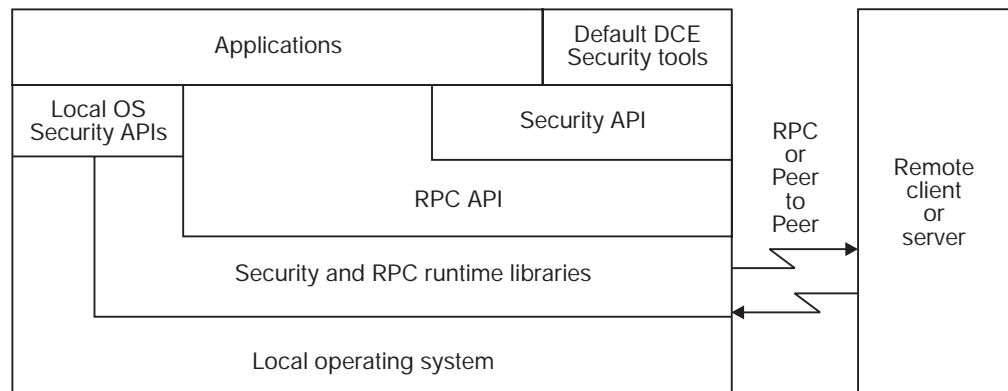 Applications
Default DCE
Security tools
Local OS
Security APIs
Security API
RPC API
Security and RPC runtime libraries
Local operating system
RPC
or
Peer
to
Peer
Remote
client
or
server